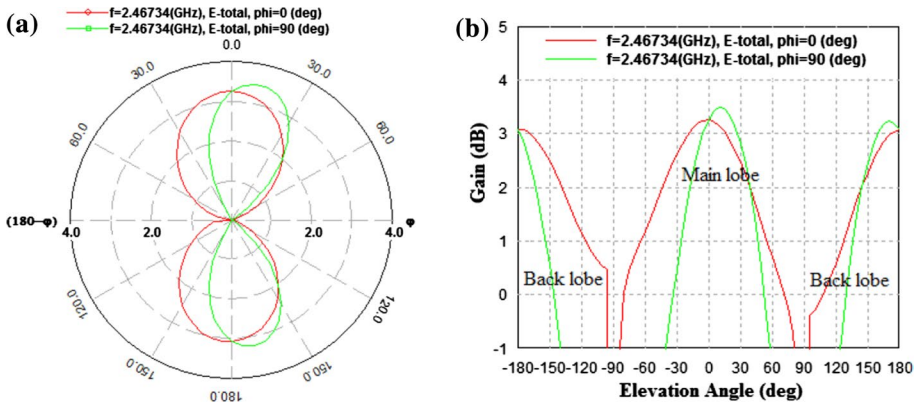 (a)
f=2.46734(GHz), E-total, phi=0 (deg)
f=2.46734(GHz), E-total, phi=90 (deg)
0.0
30.0 30.0
60.0 60.0
(180-φ) φ
4.0 2.0 2.0 4.0
120.0 120.0
150.0 150.0
180.0
(b)
f=2.46734(GHz), E-total, phi=0 (deg)
f=2.46734(GHz), E-total, phi=90 (deg)
Gain (dB)
5
4
3
2
1
0
-1
Main lobe
Back lobe Back lobe
-180 -150 -120 -90 -60 -30 0 30 60 90 120 150 180
Elevation Angle (deg)